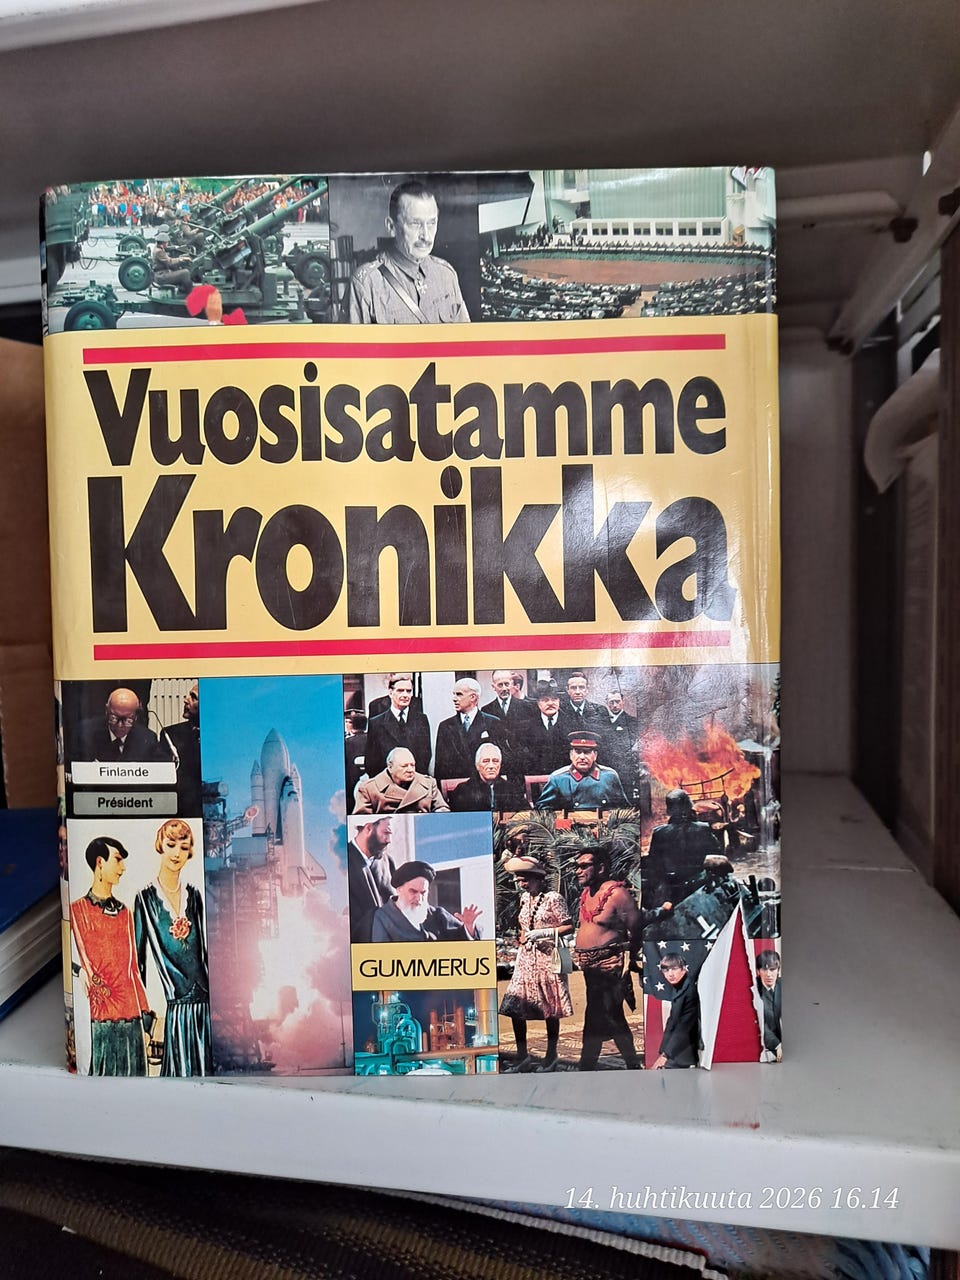 Vuosisatamme
Kronikka
Finlande
Président
GUMMERUS
14. huhtikuuta 2026 16.14